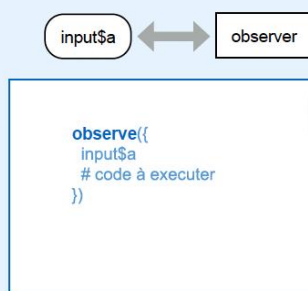 input$a
observer
observe({
input$a
# code à executer
})